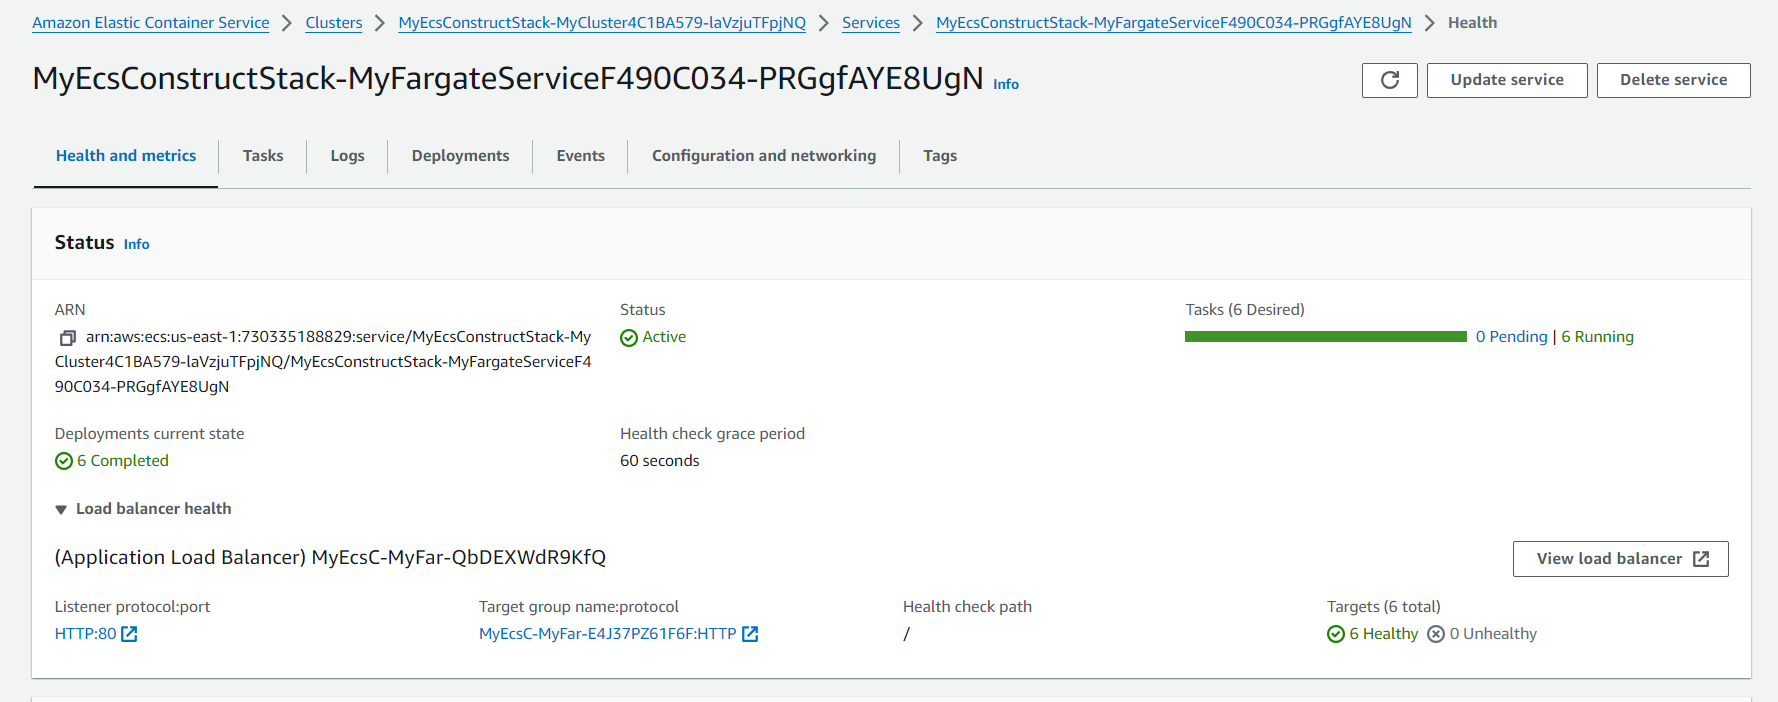 Amazon Elastic Container Service > Clusters > MyEcsConstructStack-MyCluster4C1BA579-laVzjuTFpjNQ > Services > MyEcsConstructStack-MyFargateServiceF490C034-PRGgfAYE8UgN > Health
MyEcsConstructStack-MyFargateServiceF490C034-PRGgfAYE8UgN Info
Update service
Delete service
Health and metrics
Tasks
Logs
Deployments
Events
Configuration and networking
Tags
Status Info
ARN
arn:aws:ecs:us-east-1:730335188829:service/MyEcsConstructStack-My
Cluster4C1BA579-laVzjuTFpjNQ/MyEcsConstructStack-MyFargateServiceF4
90C034-PRGgfAYE8UgN
Status
Active
Tasks (6 Desired)
0 Pending | 6 Running
Deployments current state
6 Completed
Health check grace period
60 seconds
Load balancer health
(Application Load Balancer) MyEcsC-MyFar-QbDEXWdR9KfQ
View load balancer
Listener protocol:port
HTTP:80
Target group name:protocol
MyEcsC-MyFar-E4J37PZ61F6F:HTTP
Health check path
/
Targets (6 total)
6 Healthy 0 Unhealthy